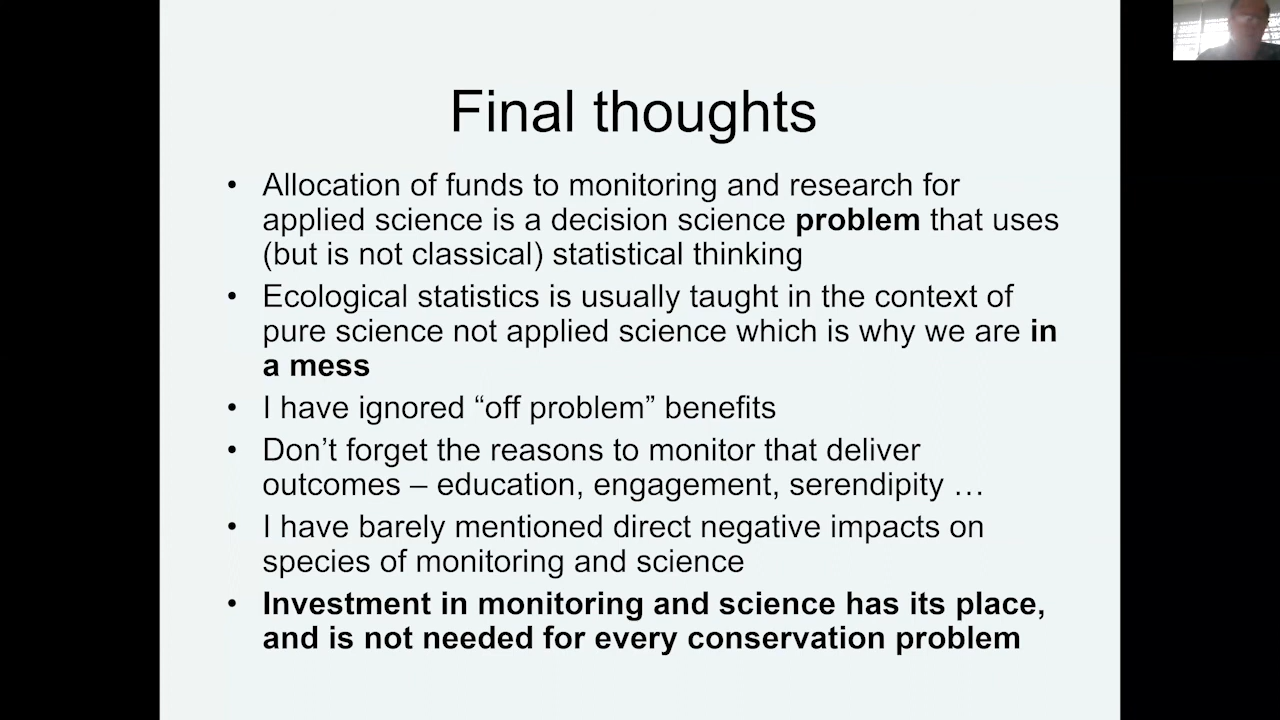 Final thoughts
• Allocation of funds to monitoring and research for
applied science is a decision science problem that uses
(but is not classical) statistical thinking
• Ecological statistics is usually taught in the context of
pure science not applied science which is why we are in
a mess
• I have ignored “off problem” benefits
• Don’t forget the reasons to monitor that deliver
outcomes – education, engagement, serendipity …
• I have barely mentioned direct negative impacts on
species of monitoring and science
• Investment in monitoring and science has its place,
and is not needed for every conservation problem